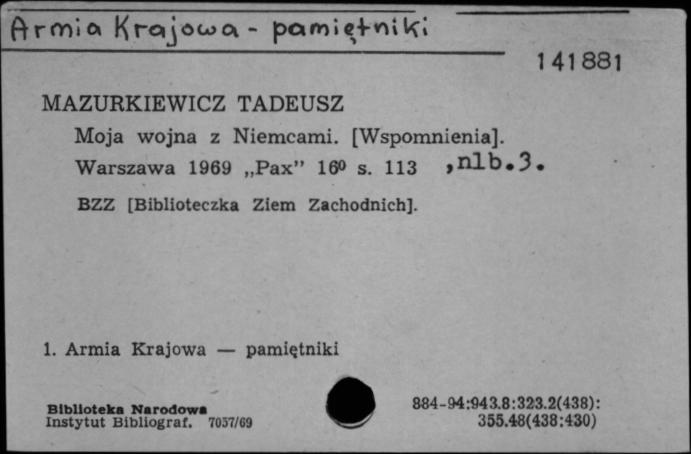 Armia Krajowa - pamiętniki
141881
MAZURKIEWICZ TADEUSZ
Moja wojna z Niemcami. [Wspomnienia].
Warszawa 1969 „Pax” 16⁰ s. 113 ,nlb.3.
BZZ [Biblioteczka Ziem Zachodnich].
1. Armia Krajowa — pamiętniki
Biblioteka Narodowa
Instytut Bibliograf. 7057/69
884-94:943.8:323.2(438):
355.48(438:430)